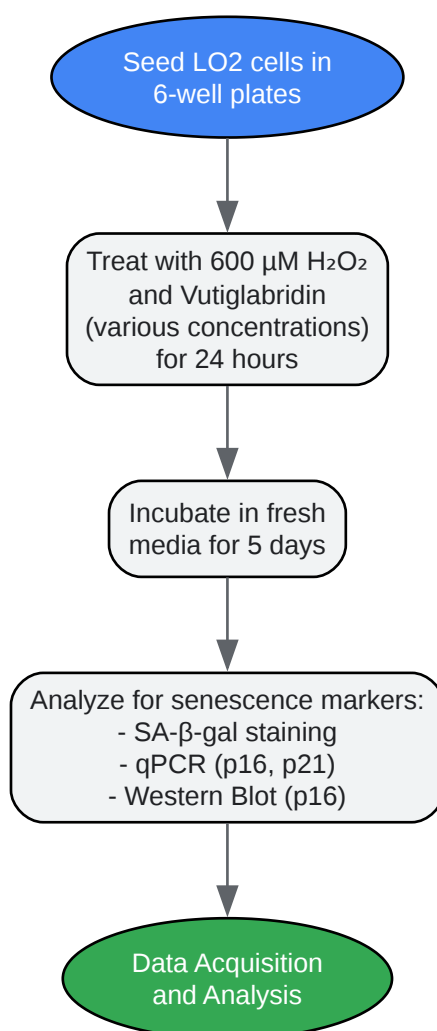 Seed LO2 cells in
6-well plates
Treat with 600 µM H₂O₂
and Vutiglabridin
(various concentrations)
for 24 hours
Incubate in fresh
media for 5 days
Analyze for senescence markers:
- SA-β-gal staining
- qPCR (p16, p21)
- Western Blot (p16)
Data Acquisition
and Analysis